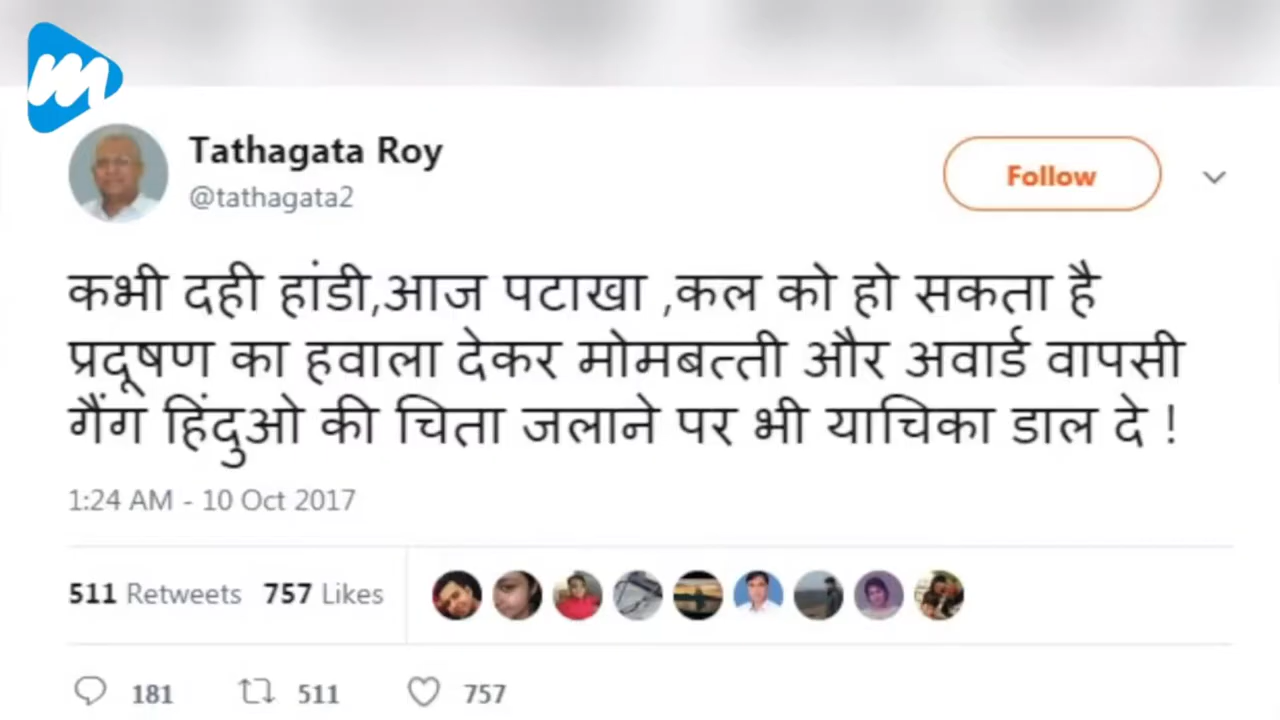 m
Tathagata Roy
@tathagata2
Follow
कभी दही हांडी,आज पटाखा ,कल को हो सकता है
प्रदूषण का हवाला देकर मोमबत्ती और अवार्ड वापसी
गैंग हिंदुओ की चिता जलाने पर भी याचिका डाल दे !
1:24 AM - 10 Oct 2017
511 Retweets 757 Likes
181 511 757